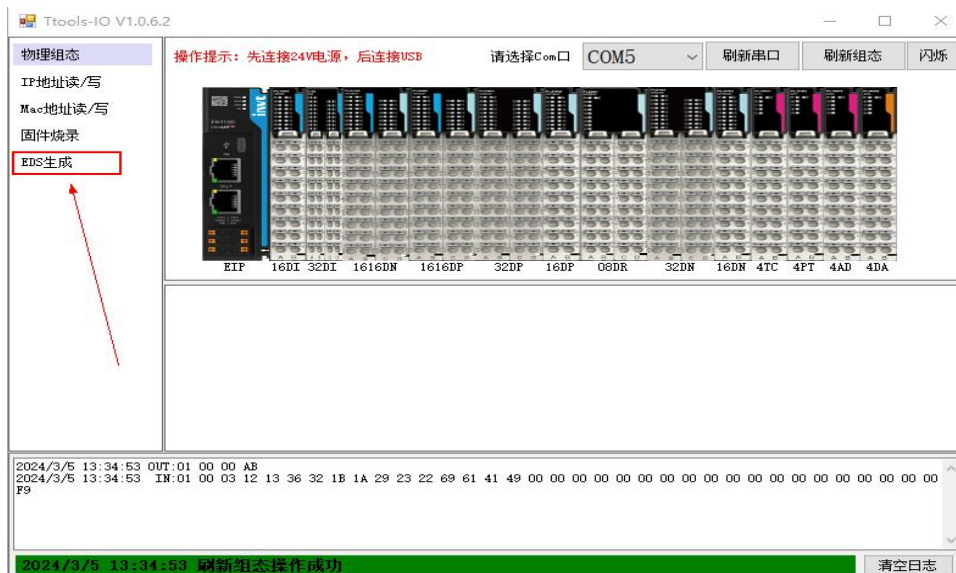 Ttools-IO V1.0.6.2
物理组态
IP地址读/写
Mac地址读/写
固件烧录
EDS生成
操作提示: 先连接24V电源, 后连接USB
请选择Com口
COM5
刷新串口
刷新组态
闪烁
invt
EIP 16DI 32DI 1616DN 1616DP 32DP 16DP 08DR 32DN 16DN 4TC 4PT 4AD 4DA
2024/3/5 13:34:53 OUT:01 00 00 AB
2024/3/5 13:34:53 IN:01 00 03 12 13 36 32 1B 1A 29 23 22 69 61 41 49 00 00 00 00 00 00 00 00 00 00 00 00 00 00 00 00 00 00
F9
2024/3/5 13:34:53 刷新组态操作成功
清空日志